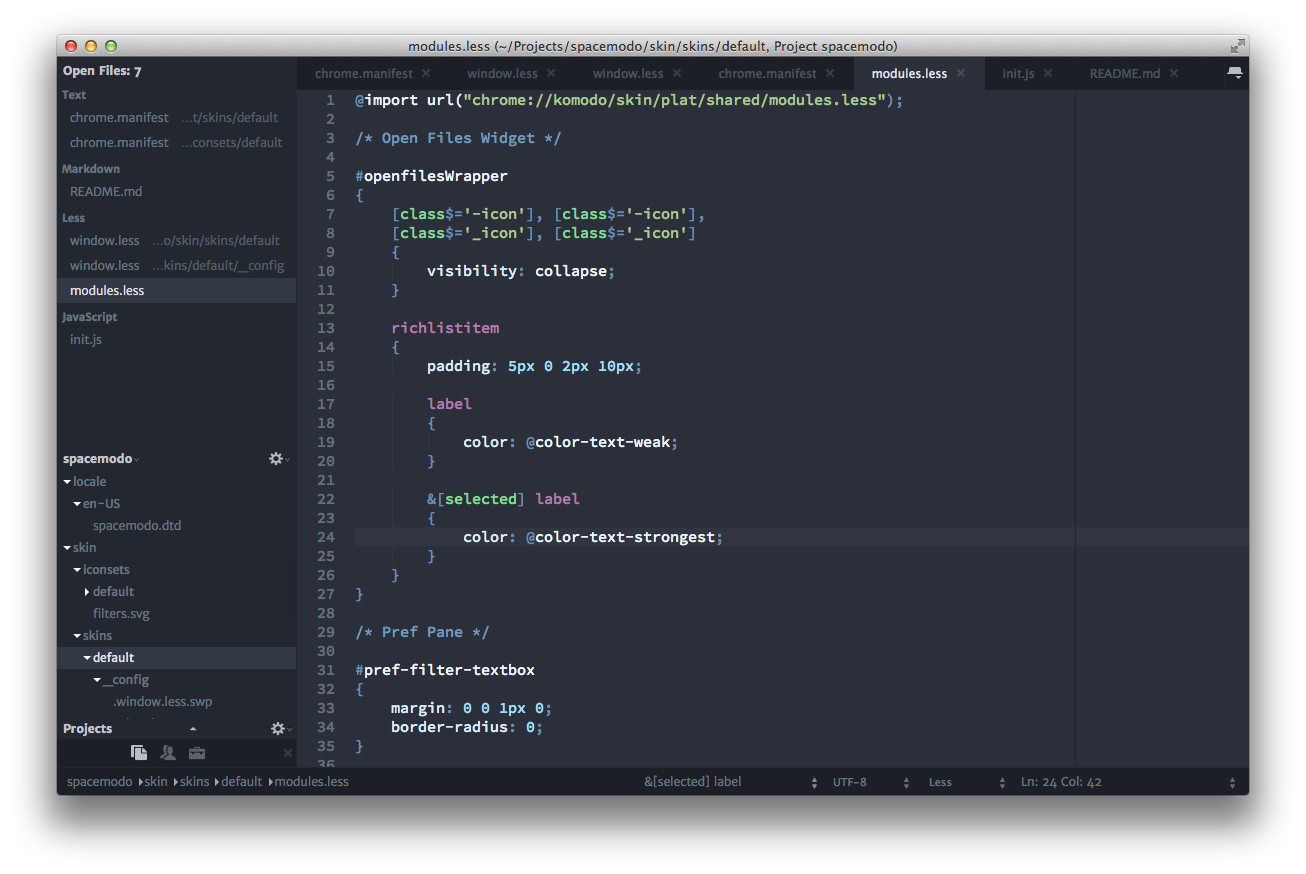 modules.less (~/Projects/spacemodo/skin/skins/default, Project spacemodo)
Open Files: 7
Text
chrome.manifest ...t/skins/default
chrome.manifest ...consets/default
Markdown
README.md
Less
window.less ...o/skin/skins/default
window.less ...kins/default/__config
modules.less
JavaScript
init.js
spacemodo
locale
en-US
spacemodo.dtd
skin
iconsets
default
filters.svg
skins
default
__config
.window.less.swp
Projects
chrome.manifest × window.less × window.less × chrome.manifest × modules.less × init.js × README.md ×
1 @import url("chrome://komodo/skin/plat/shared/modules.less");
2
3 /* Open Files Widget */
4
5 #openfilesWrapper
6 {
7 [class$='-icon'], [class$='-icon'],
8 [class$='_icon'], [class$='_icon']
9 {
10 visibility: collapse;
11 }
12
13 richlistitem
14 {
15 padding: 5px 0 2px 10px;
16
17 label
18 {
19 color: @color-text-weak;
20 }
21
22 &[selected] label
23 {
24 color: @color-text-strongest;
25 }
26 }
27 }
28
29 /* Pref Pane */
30
31 #pref-filter-textbox
32 {
33 margin: 0 0 1px 0;
34 border-radius: 0;
35 }
36
spacemodo skin skins default modules.less &[selected] label UTF-8 Less Ln: 24 Col: 42